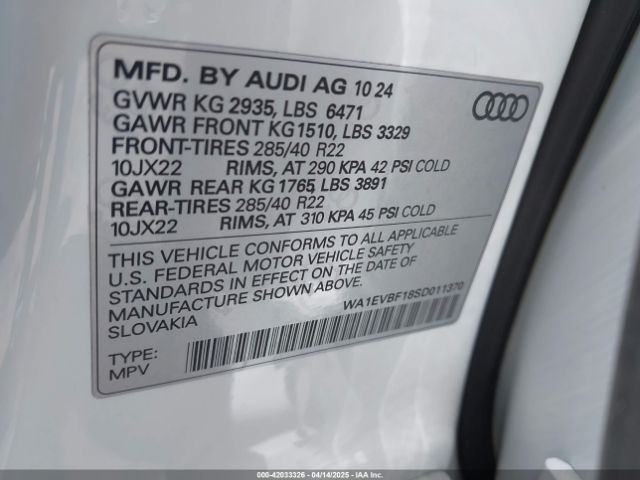 MFD. BY AUDI AG 10 24
GVWR KG 2935, LBS 6471
GAWR FRONT KG1510, LBS 3329
FRONT-TIRES 285/40 R22
10JX22 RIMS, AT 290 KPA 42 PSI COLD
GAWR REAR KG 1765, LBS 3891
REAR-TIRES 285/40 R22
10JX22 RIMS, AT 310 KPA 45 PSI COLD
THIS VEHICLE CONFORMS TO ALL APPLICABLE
U.S. FEDERAL MOTOR VEHICLE SAFETY
STANDARDS IN EFFECT ON THE DATE OF
MANUFACTURE SHOWN ABOVE.
SLOVAKIA
WA1EVBF18SD011370
TYPE:
MPV
000-42033326 - 04/14/2025 - IAAI.COM